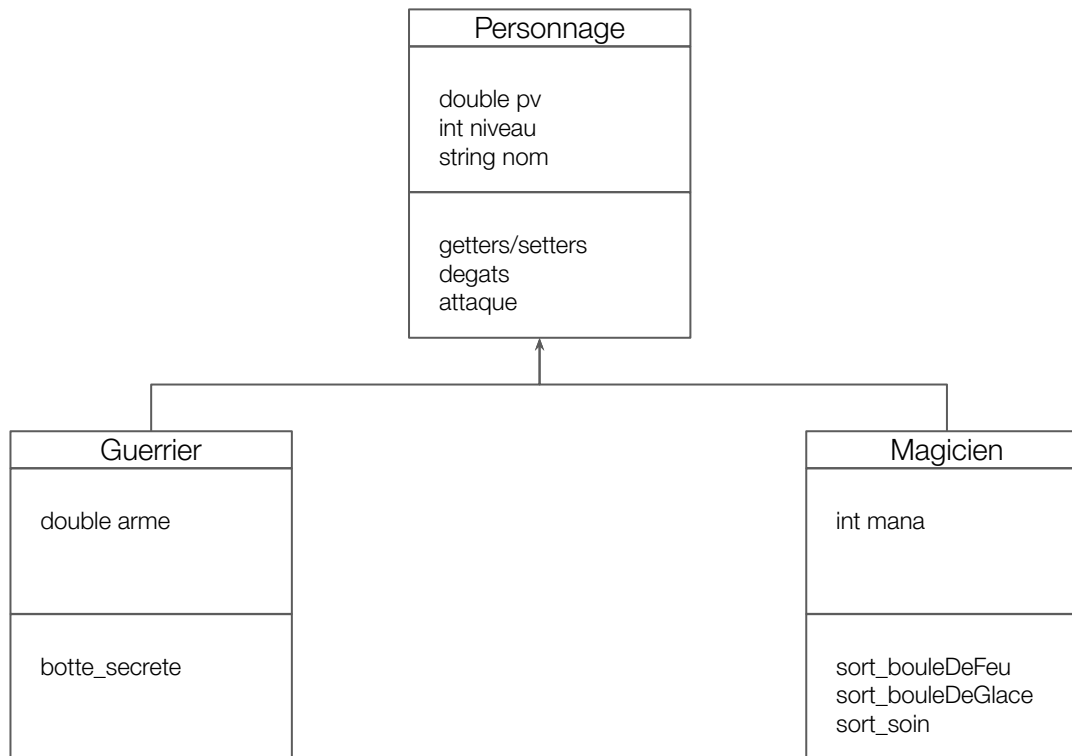 Personnage
double pv
int niveau
string nom
getters/setters
degats
attaque
Guerrier
double arme
botte_secrete
Magicien
int mana
sort_bouleDeFeu
sort_bouleDeGlace
sort_soin